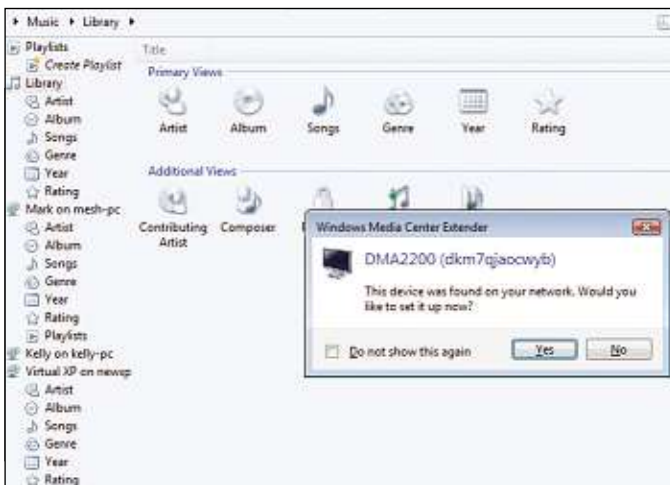 Music Library
Playlists
Create Playlist
Library
Artist
Album
Songs
Genre
Year
Rating
Mark on mesh-pc
Artist
Album
Songs
Genre
Year
Rating
Playlists
Kelly on kelly-pc
Virtual XP on newsp
Artist
Album
Songs
Genre
Year
Rating
Title
Primary Views
Artist Album Songs Genre Year Rating
Additional Views
Contributing Composer
Artist
Windows Media Center Extender
DMA2200 (dkm7qjaocwyb)
This device was found on your network. Would you
like to set it up now?
Do not show this again Yes No